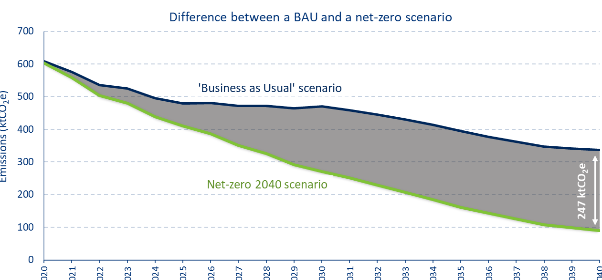 Difference between a BAU and a net-zero scenario
700
600
500
400
300
200
100
0
Emissions (ktCO₂e)
'Business as Usual' scenario
Net-zero 2040 scenario
247 ktCO₂e